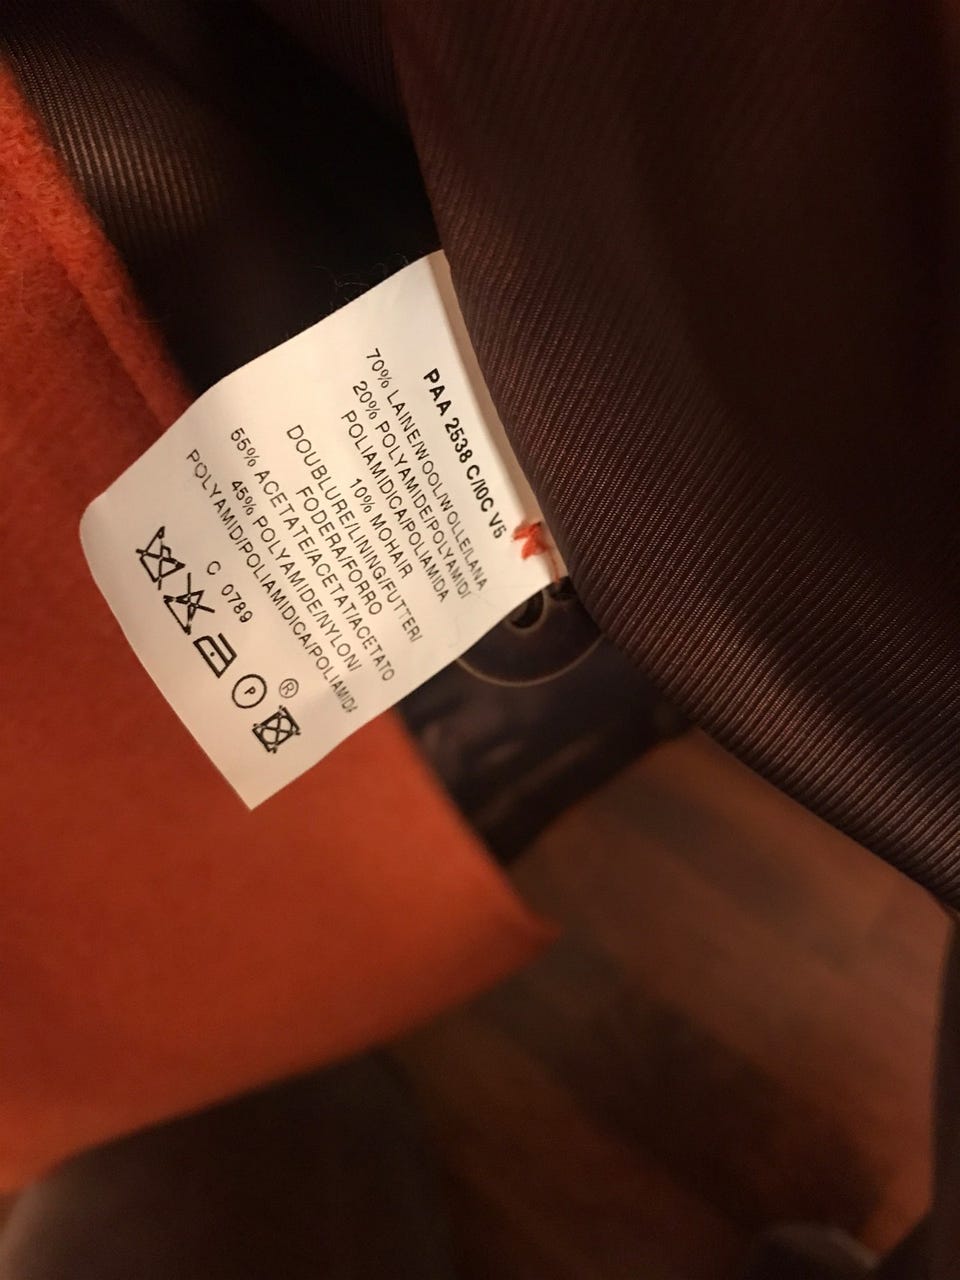 PAA 2538 C/I0C V5
70% LAINE/WOOL/WOLLE/LANA
20% POLYAMIDE/POLYAMID/
POLIAMIDICA/POLIAMIDA
10% MOHAIR
DOUBLURE/LINING/FUTTER/
FODERA/FORRO
55% ACETATE/ACETAT/ACETATO
45% POLYAMIDE/NYLON/
POLYAMID/POLIAMIDICA/POLIAMIDA
C 0789
P
®